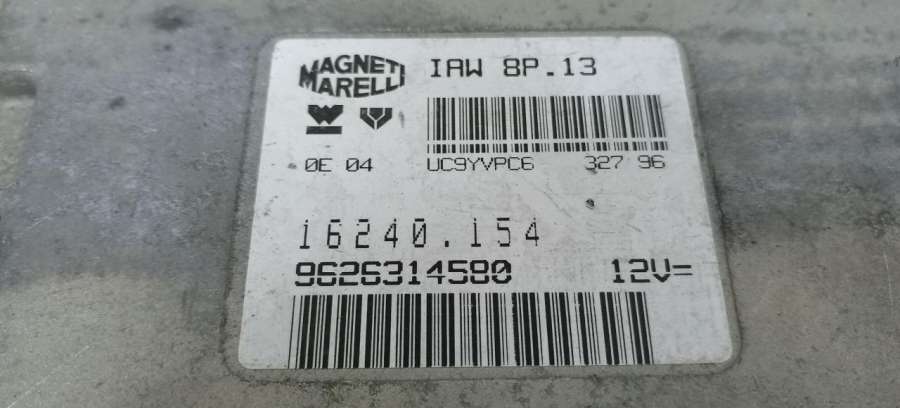 MAGNETI
MARELLI
IAW 8P.13
0E 04
UC9YVPC6
327 96
16240.154
9626314580
12V=